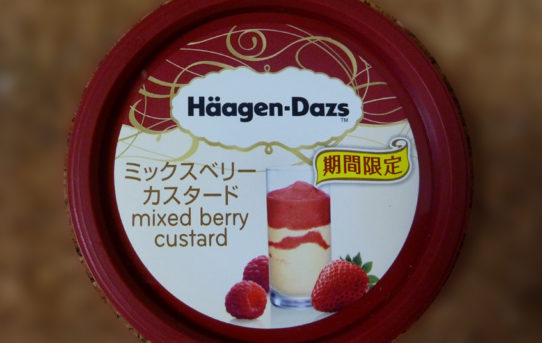 Häagen-Dazs™
期間限定
ミックスベリー
カスタード
mixed berry
custard